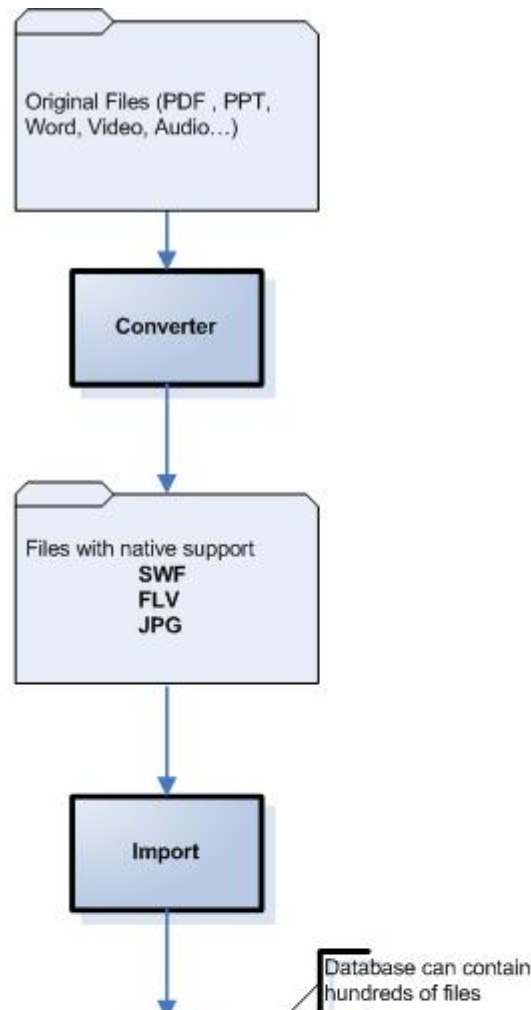 Original Files (PDF , PPT,
Word, Video, Audio…)
Converter
Files with native support
SWF
FLV
JPG
Import
Database can contain
hundreds of files